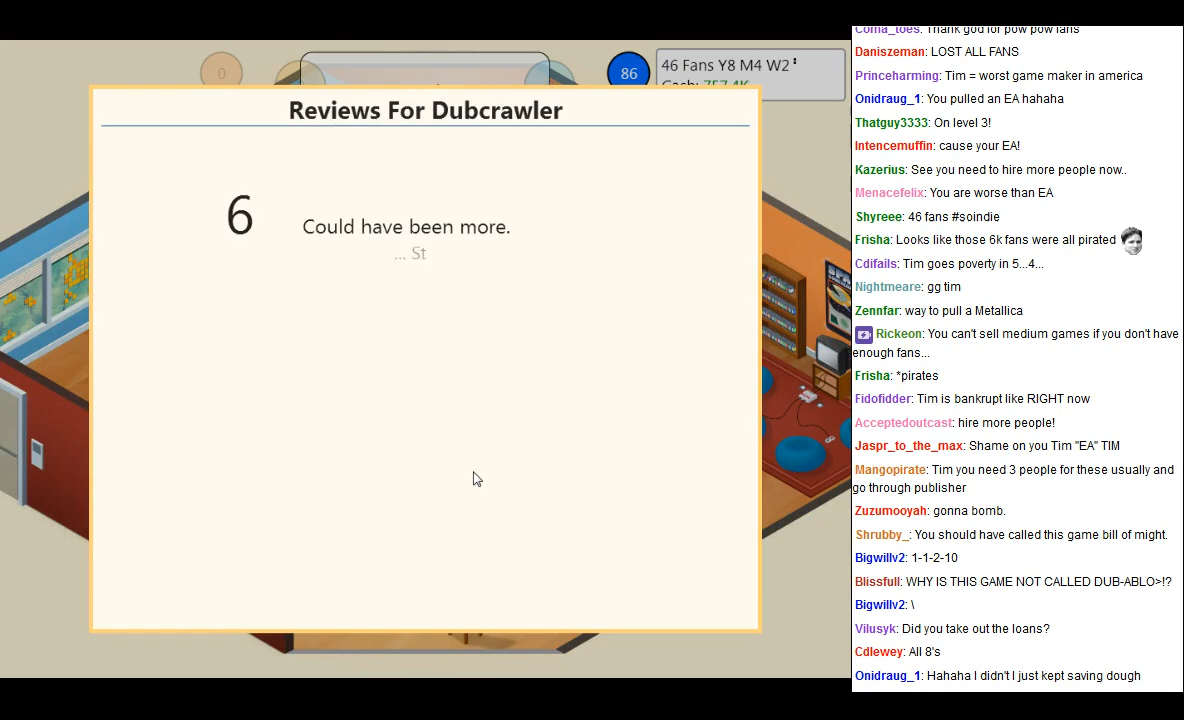 0
86
46 Fans Y8 M4 W2
Cash: 757.4K
Reviews For Dubcrawler
6
Could have been more.
... St
Coma_toes: Thank god for pow pow fans
Daniszeman: LOST ALL FANS
Princeharming: Tim = worst game maker in america
Onidraug_1: You pulled an EA hahaha
Thatguy3333: On level 3!
Intencemuffin: cause your EA!
Kazerius: See you need to hire more people now..
Menacefelix: You are worse than EA
Shyreee: 46 fans #soindie
Frisha: Looks like those 6k fans were all pirated
Cdifails: Tim goes poverty in 5...4...
Nightmeare: gg tim
Zennfar: way to pull a Metallica
Rickeon: You can't sell medium games if you don't have
enough fans...
Frisha: *pirates
Fidofidder: Tim is bankrupt like RIGHT now
Acceptedoutcast: hire more people!
Jaspr_to_the_max: Shame on you Tim "EA" TIM
Mangopirate: Tim you need 3 people for these usually and
go through publisher
Zuzumooyah: gonna bomb.
Shrubby_: You should have called this game bill of might.
Bigwillv2: 1-1-2-10
Blissfull: WHY IS THIS GAME NOT CALLED DUB-ABLO>!?
Bigwillv2: \
Vilusyk: Did you take out the loans?
Cdlewey: All 8's
Onidraug_1: Hahaha I didn't I just kept saving dough